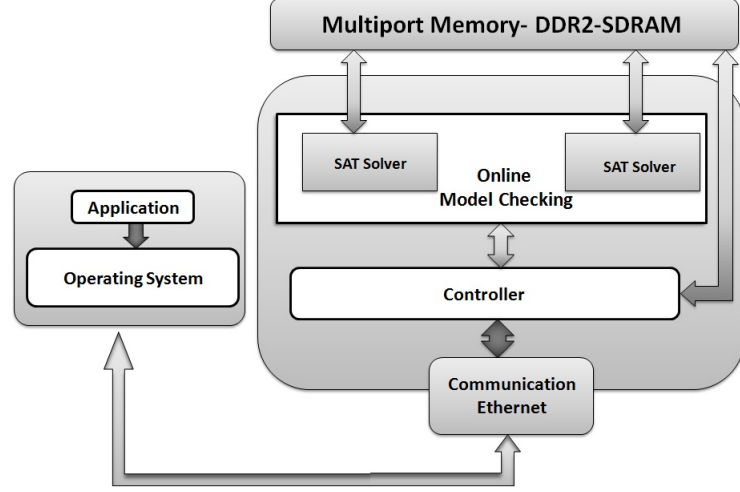 Multiport Memory- DDR2-SDRAM
SAT Solver
SAT Solver
Online
Model Checking
Application
Operating System
Controller
Communication
Ethernet